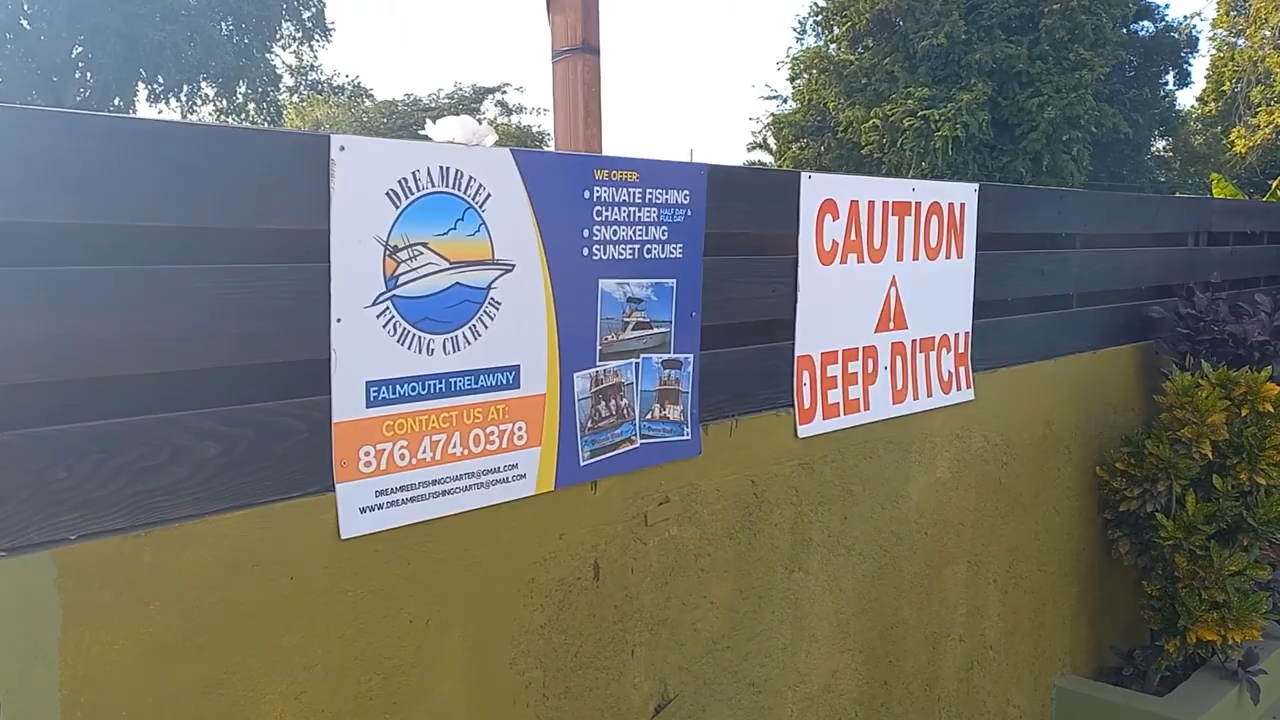 DREAMREEL
FISHING CHARTER
FALMOUTH TRELAWNY
CONTACT US AT:
876.474.0378
DREAMREELFISHINGCHARTER@GMAIL.COM
WWW.DREAMREELFISHINGCHARTER@GMAIL.COM
WE OFFER:
• PRIVATE FISHING
CHARTHER HALF DAY &
FULL DAY
• SNORKELING
• SUNSET CRUISE
CAUTION
!
DEEP DITCH